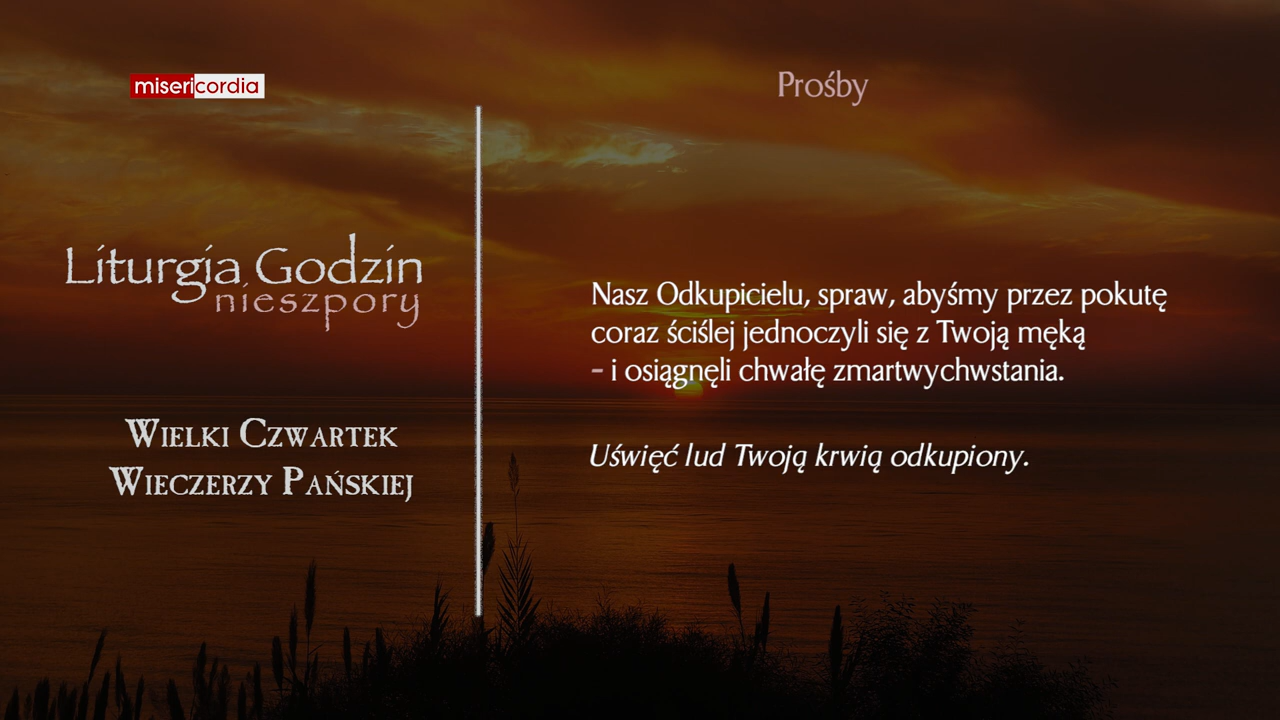 misericordia
Liturgia Godzin
nieszpory
Wielki Czwartek
Wieczerzy Pańskiej
Prośby
Nasz Odkupicielu, spraw, abyśmy przez pokutę
coraz ściślej jednoczyli się z Twoją męką
- i osiągnęli chwałę zmartwychwstania.
Uświęć lud Twoją krwią odkupiony.